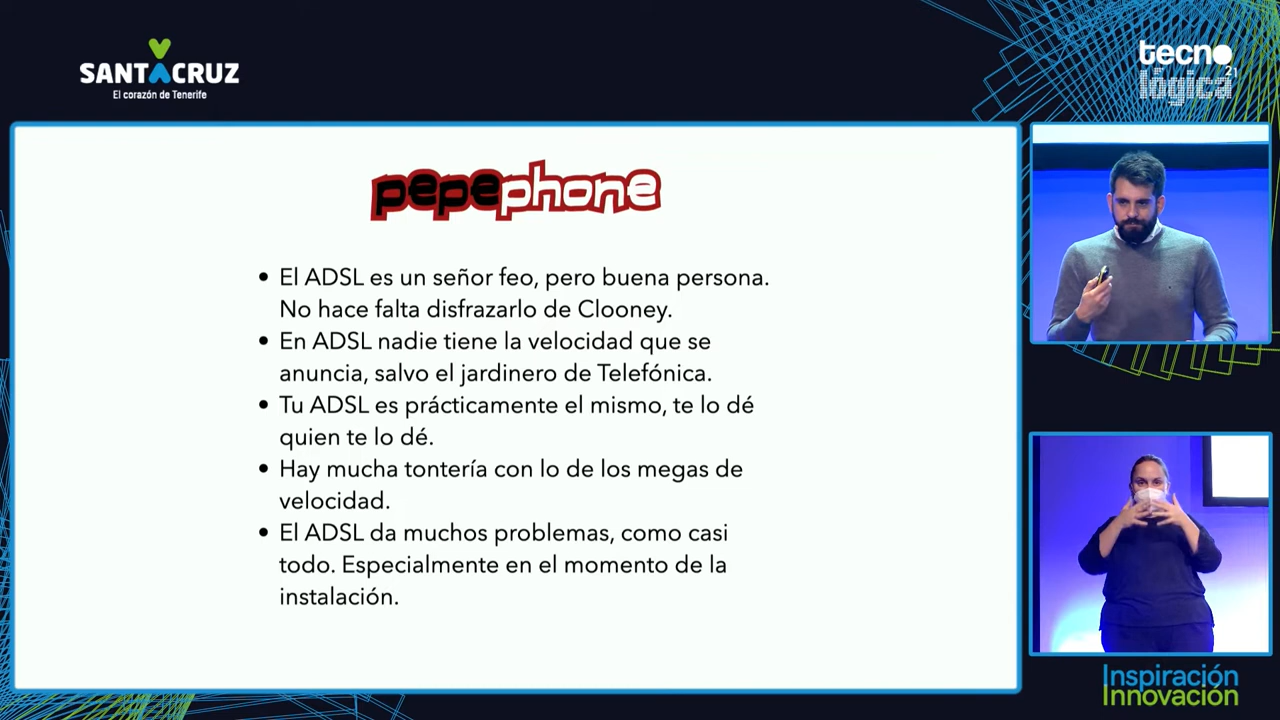 SANTACRUZ
El corazón de Tenerife
tecno
lógica
21
pepephone
• El ADSL es un señor feo, pero buena persona.
No hace falta disfrazarlo de Clooney.
• En ADSL nadie tiene la velocidad que se
anuncia, salvo el jardinero de Telefónica.
• Tu ADSL es prácticamente el mismo, te lo dé
quien te lo dé.
• Hay mucha tontería con lo de los megas de
velocidad.
• El ADSL da muchos problemas, como casi
todo. Especialmente en el momento de la
instalación.
Inspiración
Innovación